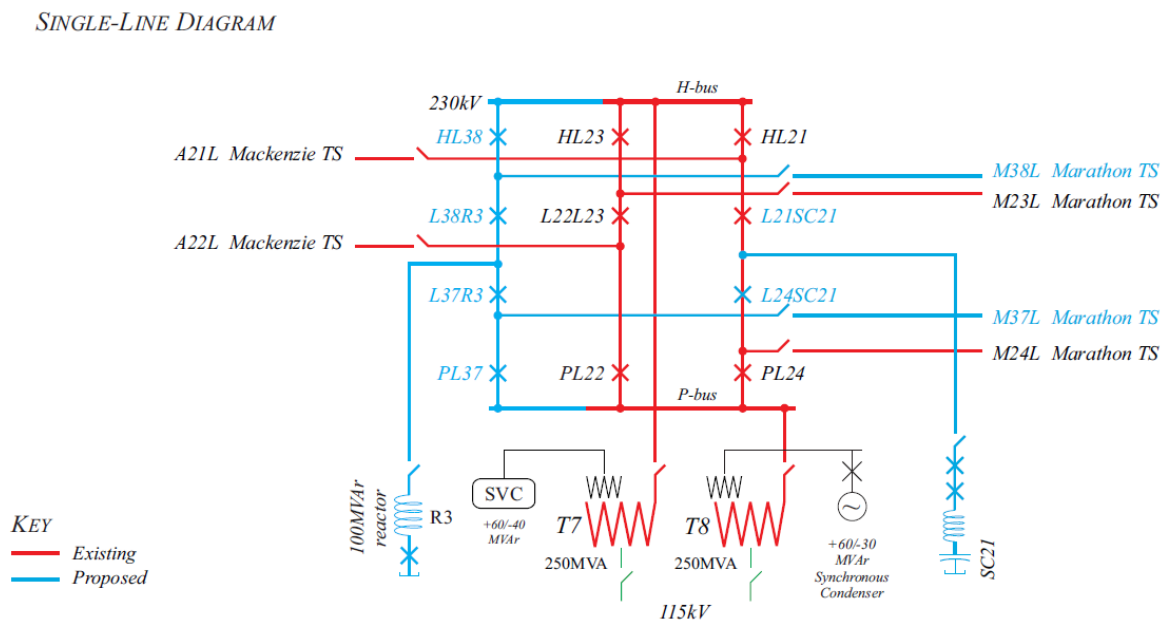 SINGLE-LINE DIAGRAM
230kV
H-bus
HL38
HL23
HL21
A21L Mackenzie TS
M38L Marathon TS
M23L Marathon TS
L38R3
L22L23
L21SC21
A22L Mackenzie TS
L37R3
L24SC21
M37L Marathon TS
M24L Marathon TS
PL37
PL22
PL24
P-bus
100MVAr
reactor
R3
SVC
+60/-40
MVAr
T7
250MVA
T8
250MVA
115kV
+60/-30
MVAr
Synchronous
Condenser
SC21
KEY
Existing
Proposed